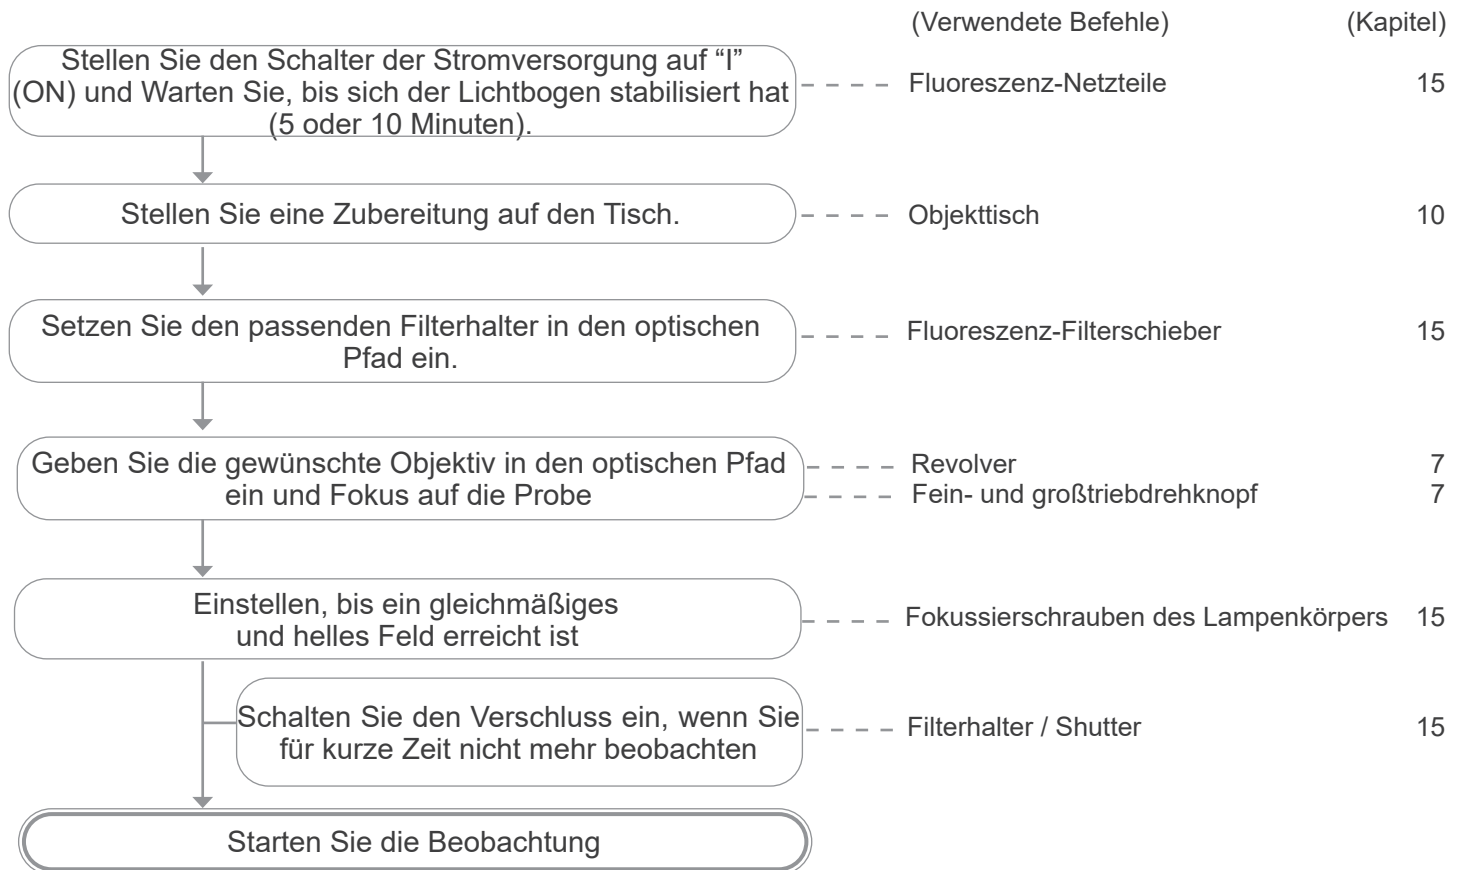 (Verwendete Befehle) (Kapitel)
Stellen Sie den Schalter der Stromversorgung auf “I”
(ON) und Warten Sie, bis sich der Lichtbogen stabilisiert hat
(5 oder 10 Minuten).
Fluoreszenz-Netzteile 15
Stellen Sie eine Zubereitung auf den Tisch.
Objekttisch 10
Setzen Sie den passenden Filterhalter in den optischen
Pfad ein.
Fluoreszenz-Filterschieber 15
Geben Sie die gewünschte Objektiv in den optischen Pfad
ein und Fokus auf die Probe
Revolver 7
Fein- und großtriebdrehknopf 7
Einstellen, bis ein gleichmäßiges
und helles Feld erreicht ist
Fokussierschrauben des Lampenkörpers 15
Schalten Sie den Verschluss ein, wenn Sie
für kurze Zeit nicht mehr beobachten
Filterhalter / Shutter 15
Starten Sie die Beobachtung